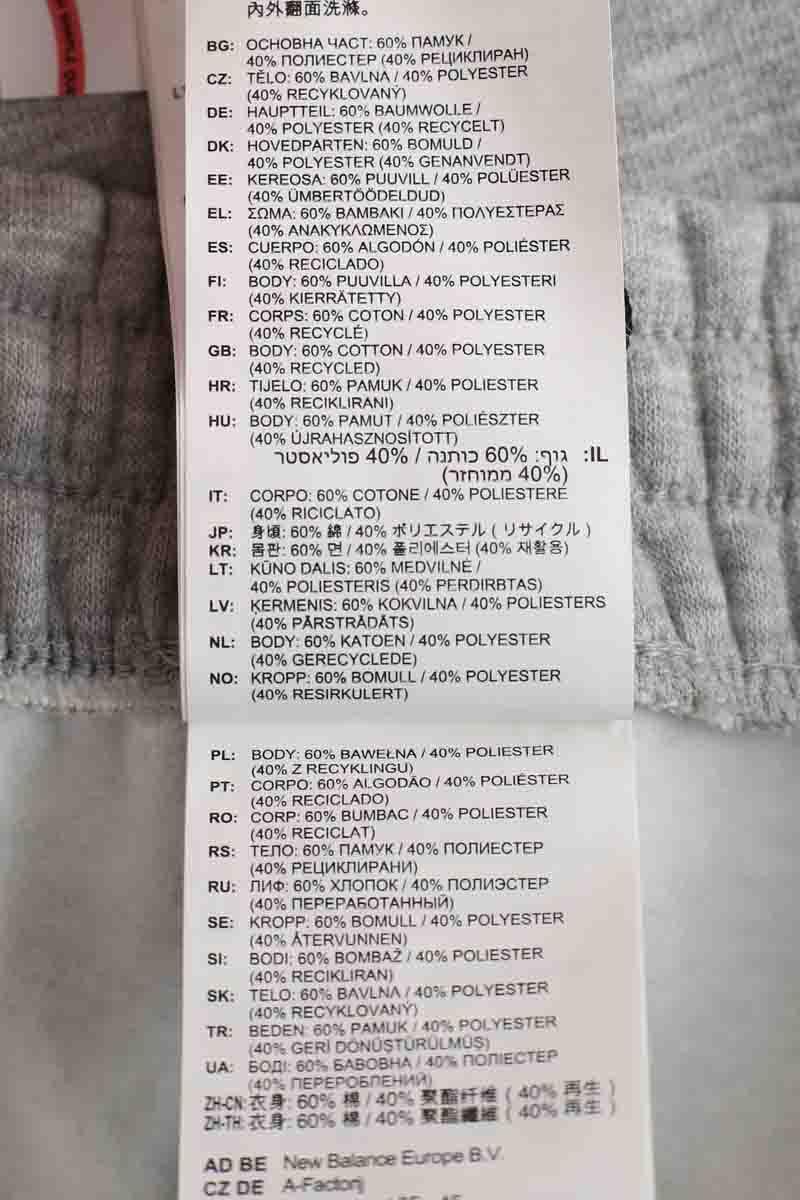 內外翻面洗滌。
BG: ОСНОВНА ЧАСТ: 60% ПАМУК /
40% ПОЛИЕСТЕР (40% РЕЦИКЛИРАН)
CZ: TĚLO: 60% BAVLNA / 40% POLYESTER
(40% RECYKLOVANÝ)
DE: HAUPTTEIL: 60% BAUMWOLLE /
40% POLYESTER (40% RECYCELT)
DK: HOVEDPARTEN: 60% BOMULD /
40% POLYESTER (40% GENANVENDT)
EE: KEREOSA: 60% PUUVILL / 40% POLÜESTER
(40% ÜMBERTÖÖDELDUD)
EL: ΣΩΜΑ: 60% ΒΑΜΒΑΚΙ / 40% ΠΟΛΥΕΣΤΕΡΑΣ
(40% ΑΝΑΚΥΚΛΩΜΕΝΟΣ)
ES: CUERPO: 60% ALGODÓN / 40% POLIÉSTER
(40% RECICLADO)
FI: BODY: 60% PUUVILLA / 40% POLYESTERI
(40% KIERRÄTETTY)
FR: CORPS: 60% COTON / 40% POLYESTER
(40% RECYCLÉ)
GB: BODY: 60% COTTON / 40% POLYESTER
(40% RECYCLED)
HR: TIJELO: 60% PAMUK / 40% POLIESTER
(40% RECIKLIRANI)
HU: BODY: 60% PAMUT / 40% POLIÉSZTER
(40% ÚJRAHASZNOSÍTOTT)
IL: גוף: 60% כותנה / 40% פוליאסטר
(40% ממוחזר)
IT: CORPO: 60% COTONE / 40% POLIESTERE
(40% RICICLATO)
JP: 身頃: 60% 綿 / 40% ポリエステル ( リサイクル )
KR: 몸판: 60% 면 / 40% 폴리에스터 (40% 재활용)
LT: KŪNO DALIS: 60% MEDVILNĖ /
40% POLIESTERIS (40% PERDIRBTAS)
LV: ĶERMENIS: 60% KOKVILNA / 40% POLIESTERS
(40% PĀRSTRĀDĀTS)
NL: BODY: 60% KATOEN / 40% POLYESTER
(40% GERECYCLEDE)
NO: KROPP: 60% BOMULL / 40% POLYESTER
(40% RESIRKULERT)
PL: BODY: 60% BAWEŁNA / 40% POLIESTER
(40% Z RECYKLINGU)
PT: CORPO: 60% ALGODÃO / 40% POLIÉSTER
(40% RECICLADO)
RO: CORP: 60% BUMBAC / 40% POLIESTER
(40% RECICLAT)
RS: ТЕЛО: 60% ПАМУК / 40% ПОЛИЕСТЕР
(40% РЕЦИКЛИРАНИ)
RU: ЛИФ: 60% ХЛОПОК / 40% ПОЛИЭСТЕР
(40% ПЕРЕРАБОТАННЫЙ)
SE: KROPP: 60% BOMULL / 40% POLYESTER
(40% ÅTERVUNNEN)
SI: BODI: 60% BOMBAŽ / 40% POLIESTER
(40% RECIKLIRAN)
SK: TELO: 60% BAVLNA / 40% POLYESTER
(40% RECYKLOVANÝ)
TR: BEDEN: 60% PAMUK / 40% POLYESTER
(40% GERİ DÖNÜŞTÜRÜLMÜŞ)
UA: БОДІ: 60% БАВОВНА / 40% ПОЛІЕСТЕР
(40% ПЕРЕРОБЛЕНИЙ)
ZH-CN: 衣身: 60% 棉 / 40% 聚酯纤维 ( 40% 再生 )
ZH-TH: 衣身: 60% 棉 / 40% 聚酯纖維 ( 40% 再生 )
AD BE New Balance Europe B.V.
CZ DE A-Factorij